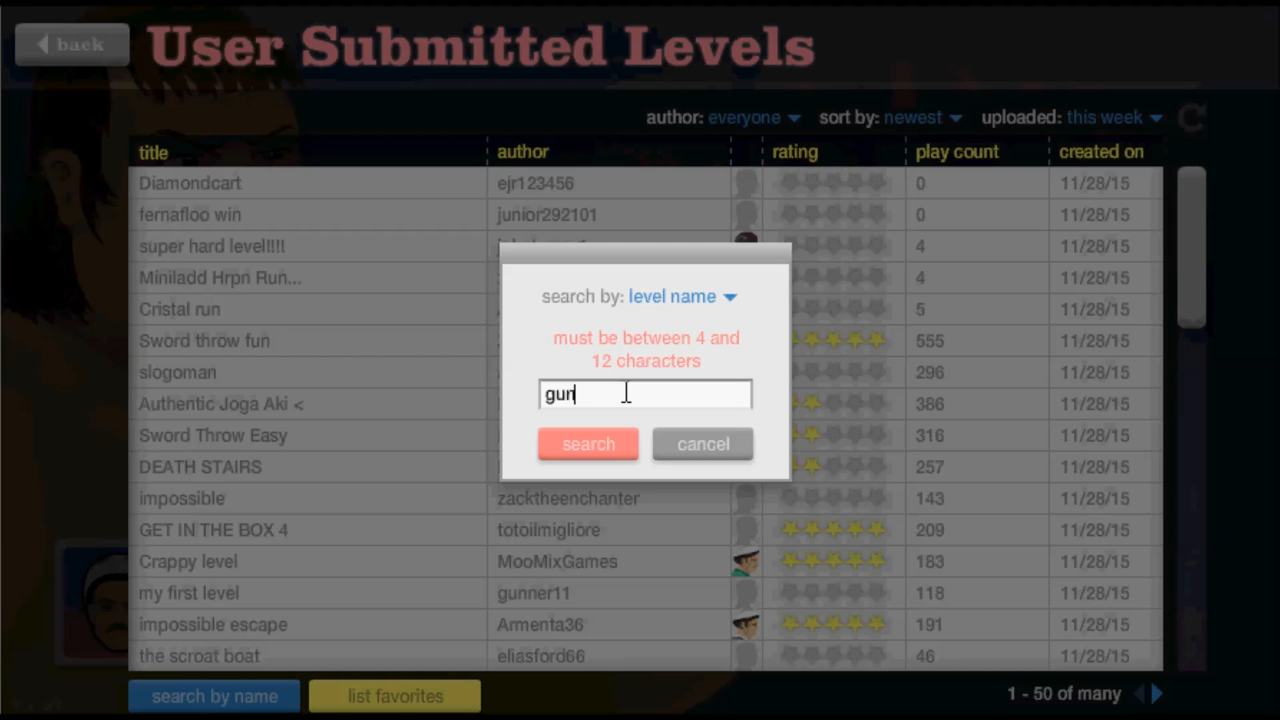 back
User Submitted Levels
author: everyone sort by: newest uploaded: this week
title author rating play count created on
Diamondcart ejr123456 0 11/28/15
fernafloo win junior292101 0 11/28/15
super hard level!!!! 4 11/28/15
Miniladd Hrpn Run... 4 11/28/15
Cristal run 5 11/28/15
Sword throw fun 555 11/28/15
slogoman 296 11/28/15
Authentic Joga Aki < 386 11/28/15
Sword Throw Easy 316 11/28/15
DEATH STAIRS 257 11/28/15
impossible zacktheenchanter 143 11/28/15
GET IN THE BOX 4 totoilmigliore 209 11/28/15
Crappy level MooMixGames 183 11/28/15
my first level gunner11 118 11/28/15
impossible escape Armenta36 191 11/28/15
the scroat boat eliasford66 46 11/28/15
search by: level name
must be between 4 and
12 characters
gun
search cancel
search by name list favorites 1 - 50 of many